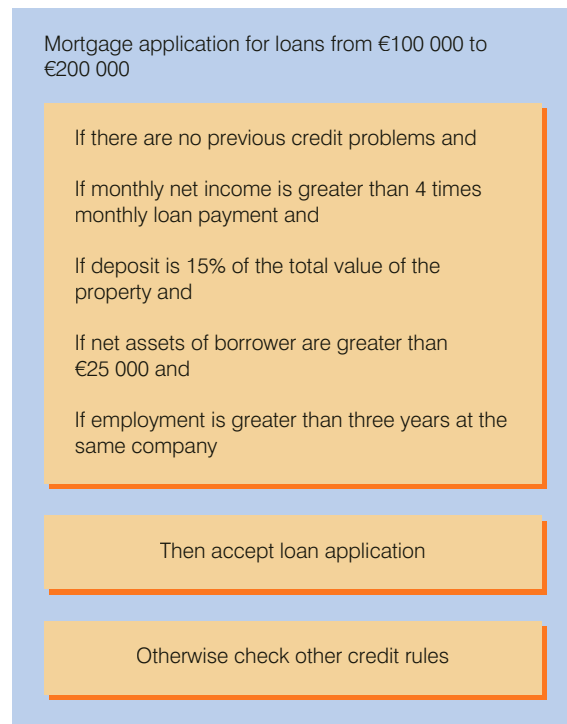 Mortgage application for loans from €100 000 to
€200 000
If there are no previous credit problems and
If monthly net income is greater than 4 times
monthly loan payment and
If deposit is 15% of the total value of the
property and
If net assets of borrower are greater than
€25 000 and
If employment is greater than three years at the
same company
Then accept loan application
Otherwise check other credit rules